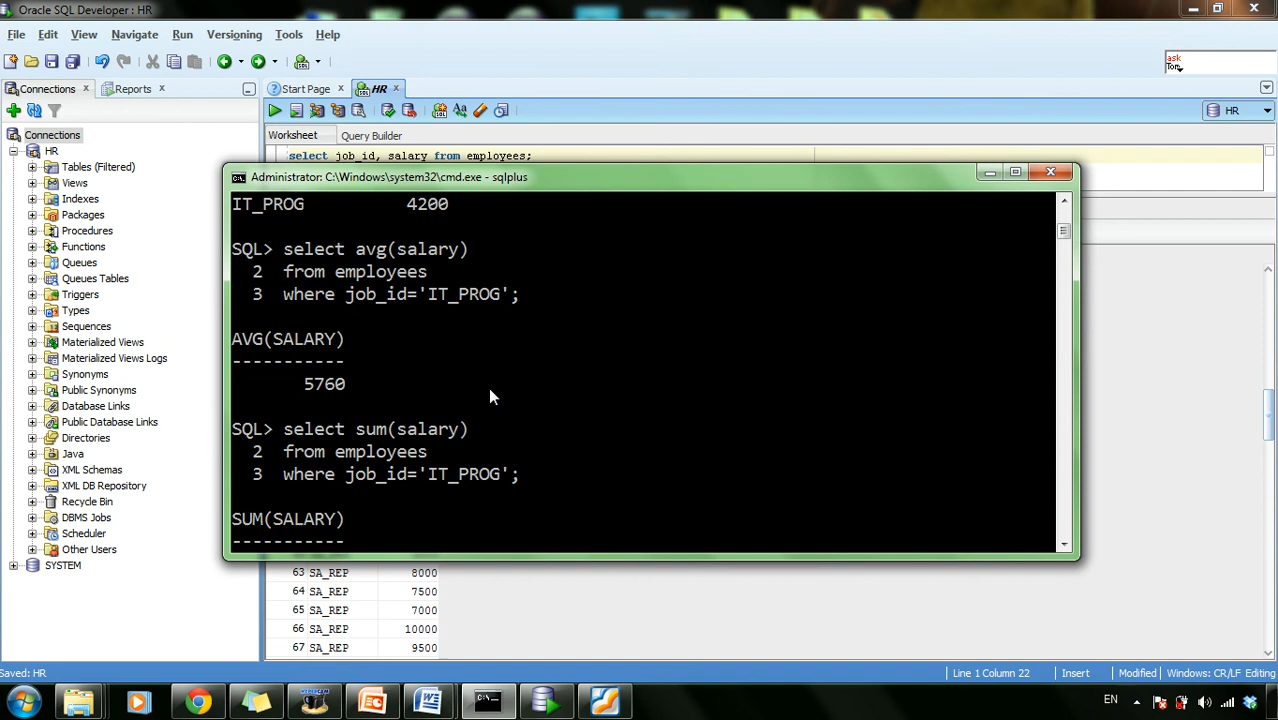 Oracle SQL Developer : HR
File Edit View Navigate Run Versioning Tools Help
ask
Tom
Connections Reports Start Page HR
HR
Worksheet Query Builder
Connections
select job_id, salary from employees;
HR
Tables (Filtered)
Views
Indexes
Packages
Procedures
Functions
Queues
Queues Tables
Triggers
Types
Sequences
Materialized Views
Materialized Views Logs
Synonyms
Public Synonyms
Database Links
Public Database Links
Directories
Java
XML Schemas
XML DB Repository
Recycle Bin
DBMS Jobs
Scheduler
Other Users
SYSTEM
Administrator: C:\Windows\system32\cmd.exe - sqlplus
IT_PROG 4200
SQL> select avg(salary)
2 from employees
3 where job_id='IT_PROG';
AVG(SALARY)
-----------
5760
SQL> select sum(salary)
2 from employees
3 where job_id='IT_PROG';
SUM(SALARY)
-----------
63 SA_REP 8000
64 SA_REP 7500
65 SA_REP 7000
66 SA_REP 10000
67 SA_REP 9500
Saved: HR
Line 1 Column 22 Insert Modified Windows: CR/LF Editing
EN